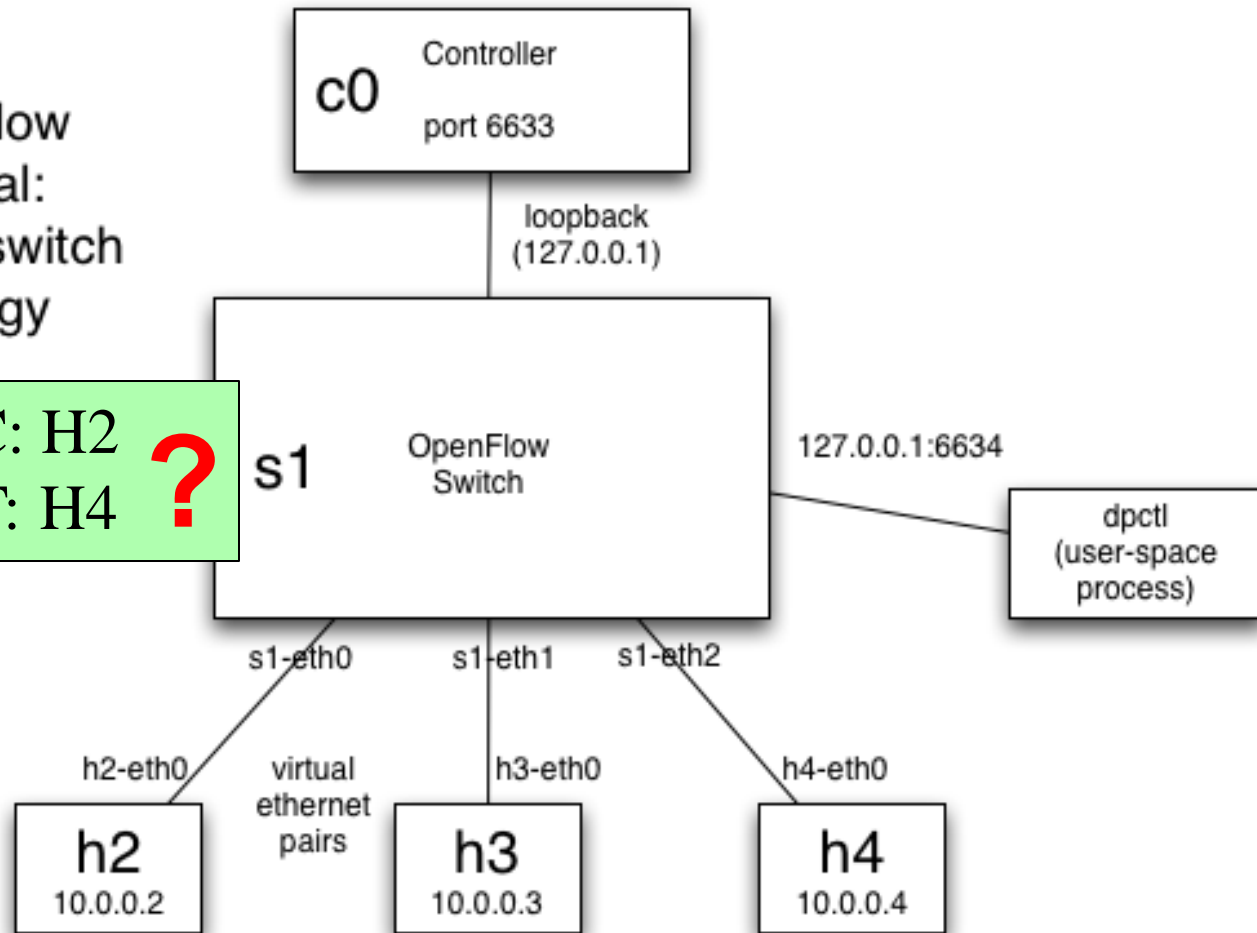 c0
Controller
port 6633
low
al:
switch
gy
loopback
(127.0.0.1)
: H2
: H4
?
s1
OpenFlow
Switch
127.0.0.1:6634
dpctl
(user-space
process)
s1-eth0
s1-eth1
s1-eth2
h2-eth0
virtual
ethernet
pairs
h3-eth0
h4-eth0
h2
10.0.0.2
h3
10.0.0.3
h4
10.0.0.4